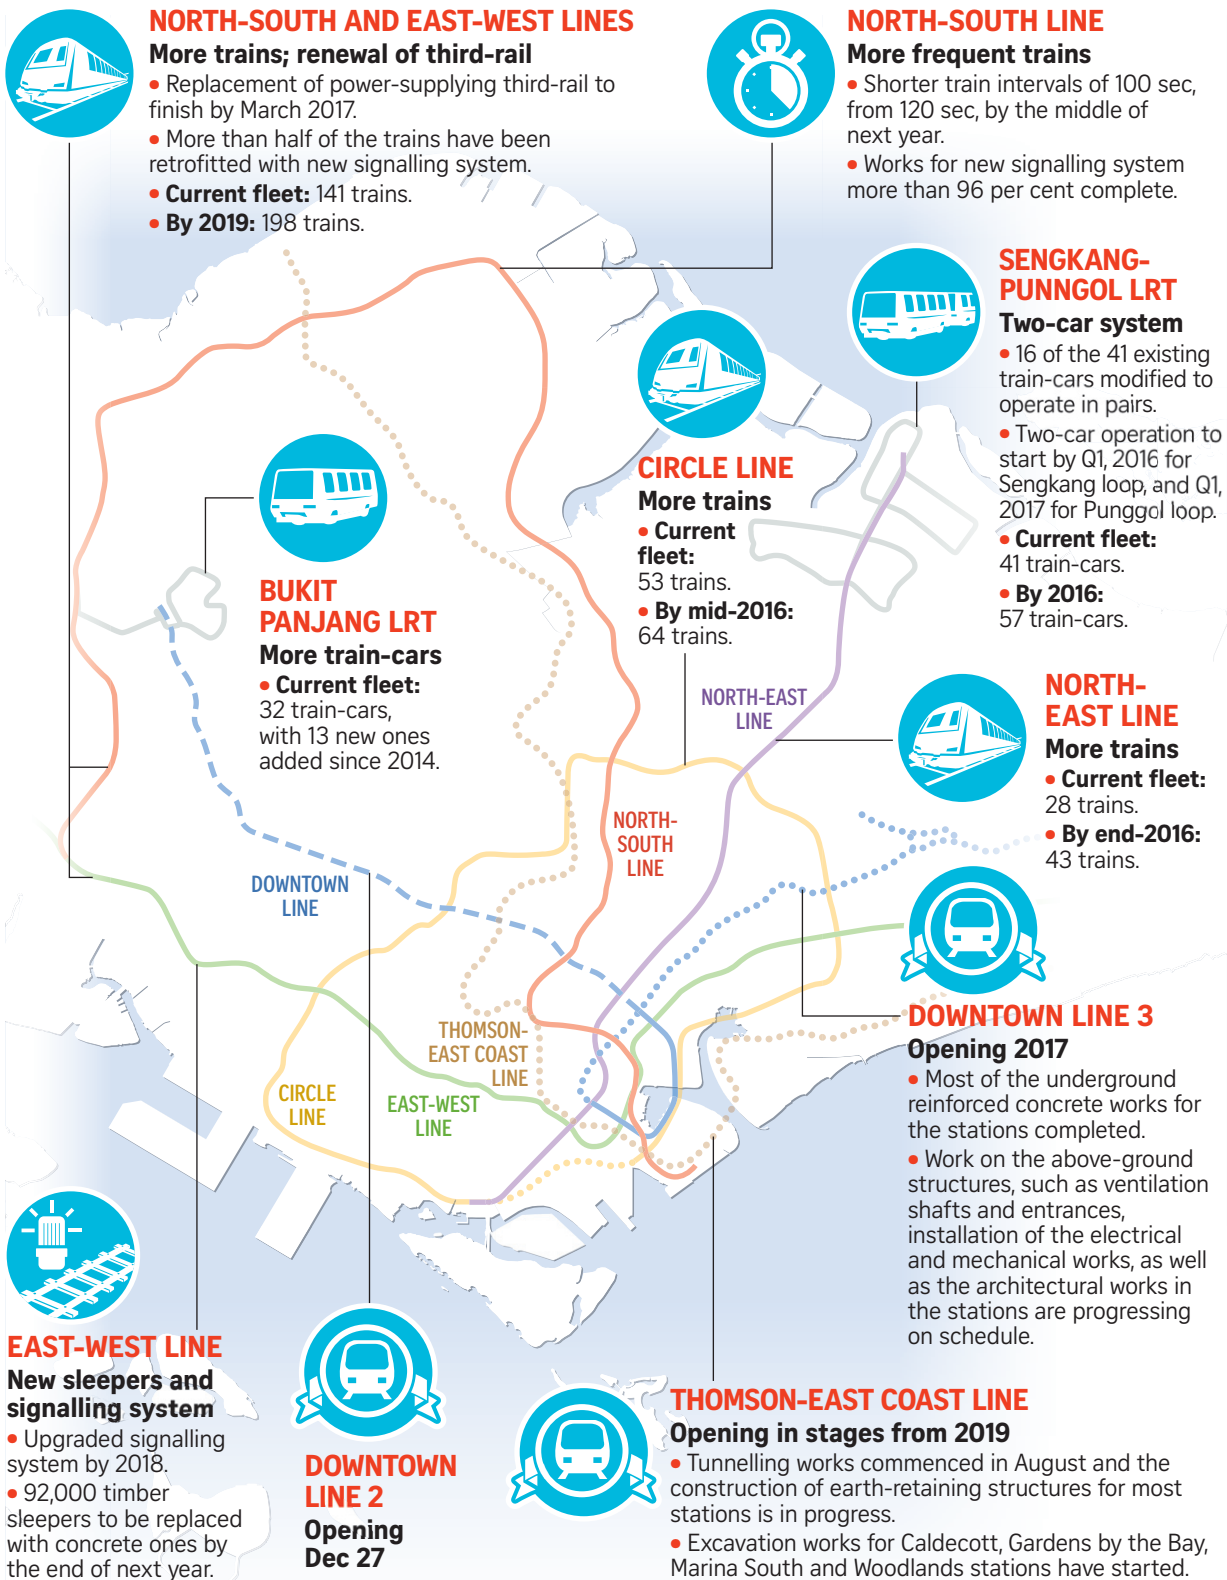 NORTH-SOUTH AND EAST-WEST LINES
More trains; renewal of third-rail
• Replacement of power-supplying third-rail to
finish by March 2017.
• More than half of the trains have been
retrofitted with new signalling system.
• Current fleet: 141 trains.
• By 2019: 198 trains.
NORTH-SOUTH LINE
More frequent trains
• Shorter train intervals of 100 sec,
from 120 sec, by the middle of
next year.
• Works for new signalling system
more than 96 per cent complete.
SENGKANG-
PUNNGOL LRT
Two-car system
• 16 of the 41 existing
train-cars modified to
operate in pairs.
• Two-car operation to
start by Q1, 2016 for
Sengkang loop, and Q1,
2017 for Punggol loop.
• Current fleet:
41 train-cars.
• By 2016:
57 train-cars.
CIRCLE LINE
More trains
• Current
fleet:
53 trains.
• By mid-2016:
64 trains.
BUKIT
PANJANG LRT
More train-cars
• Current fleet:
32 train-cars,
with 13 new ones
added since 2014.
NORTH-EAST
LINE
NORTH-
EAST LINE
More trains
• Current fleet:
28 trains.
• By end-2016:
43 trains.
NORTH-
SOUTH
LINE
DOWNTOWN
LINE
THOMSON-
EAST COAST
LINE
CIRCLE
LINE
EAST-WEST
LINE
DOWNTOWN LINE 3
Opening 2017
• Most of the underground
reinforced concrete works for
the stations completed.
• Work on the above-ground
structures, such as ventilation
shafts and entrances,
installation of the electrical
and mechanical works, as well
as the architectural works in
the stations are progressing
on schedule.
EAST-WEST LINE
New sleepers and
signalling system
• Upgraded signalling
system by 2018.
• 92,000 timber
sleepers to be replaced
with concrete ones by
the end of next year.
DOWNTOWN
LINE 2
Opening
Dec 27
THOMSON-EAST COAST LINE
Opening in stages from 2019
• Tunnelling works commenced in August and the
construction of earth-retaining structures for most
stations is in progress.
• Excavation works for Caldecott, Gardens by the Bay,
Marina South and Woodlands stations have started.